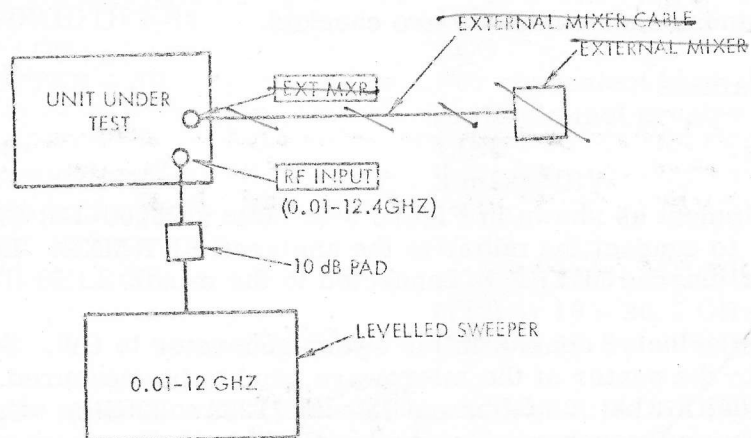 EXTERNAL MIXER CABLE
EXTERNAL MIXER
UNIT UNDER
TEST
EXT MXR
RF INPUT
(0.01-12.4GHZ)
10 dB PAD
LEVELLED SWEEPER
0.01-12 GHZ